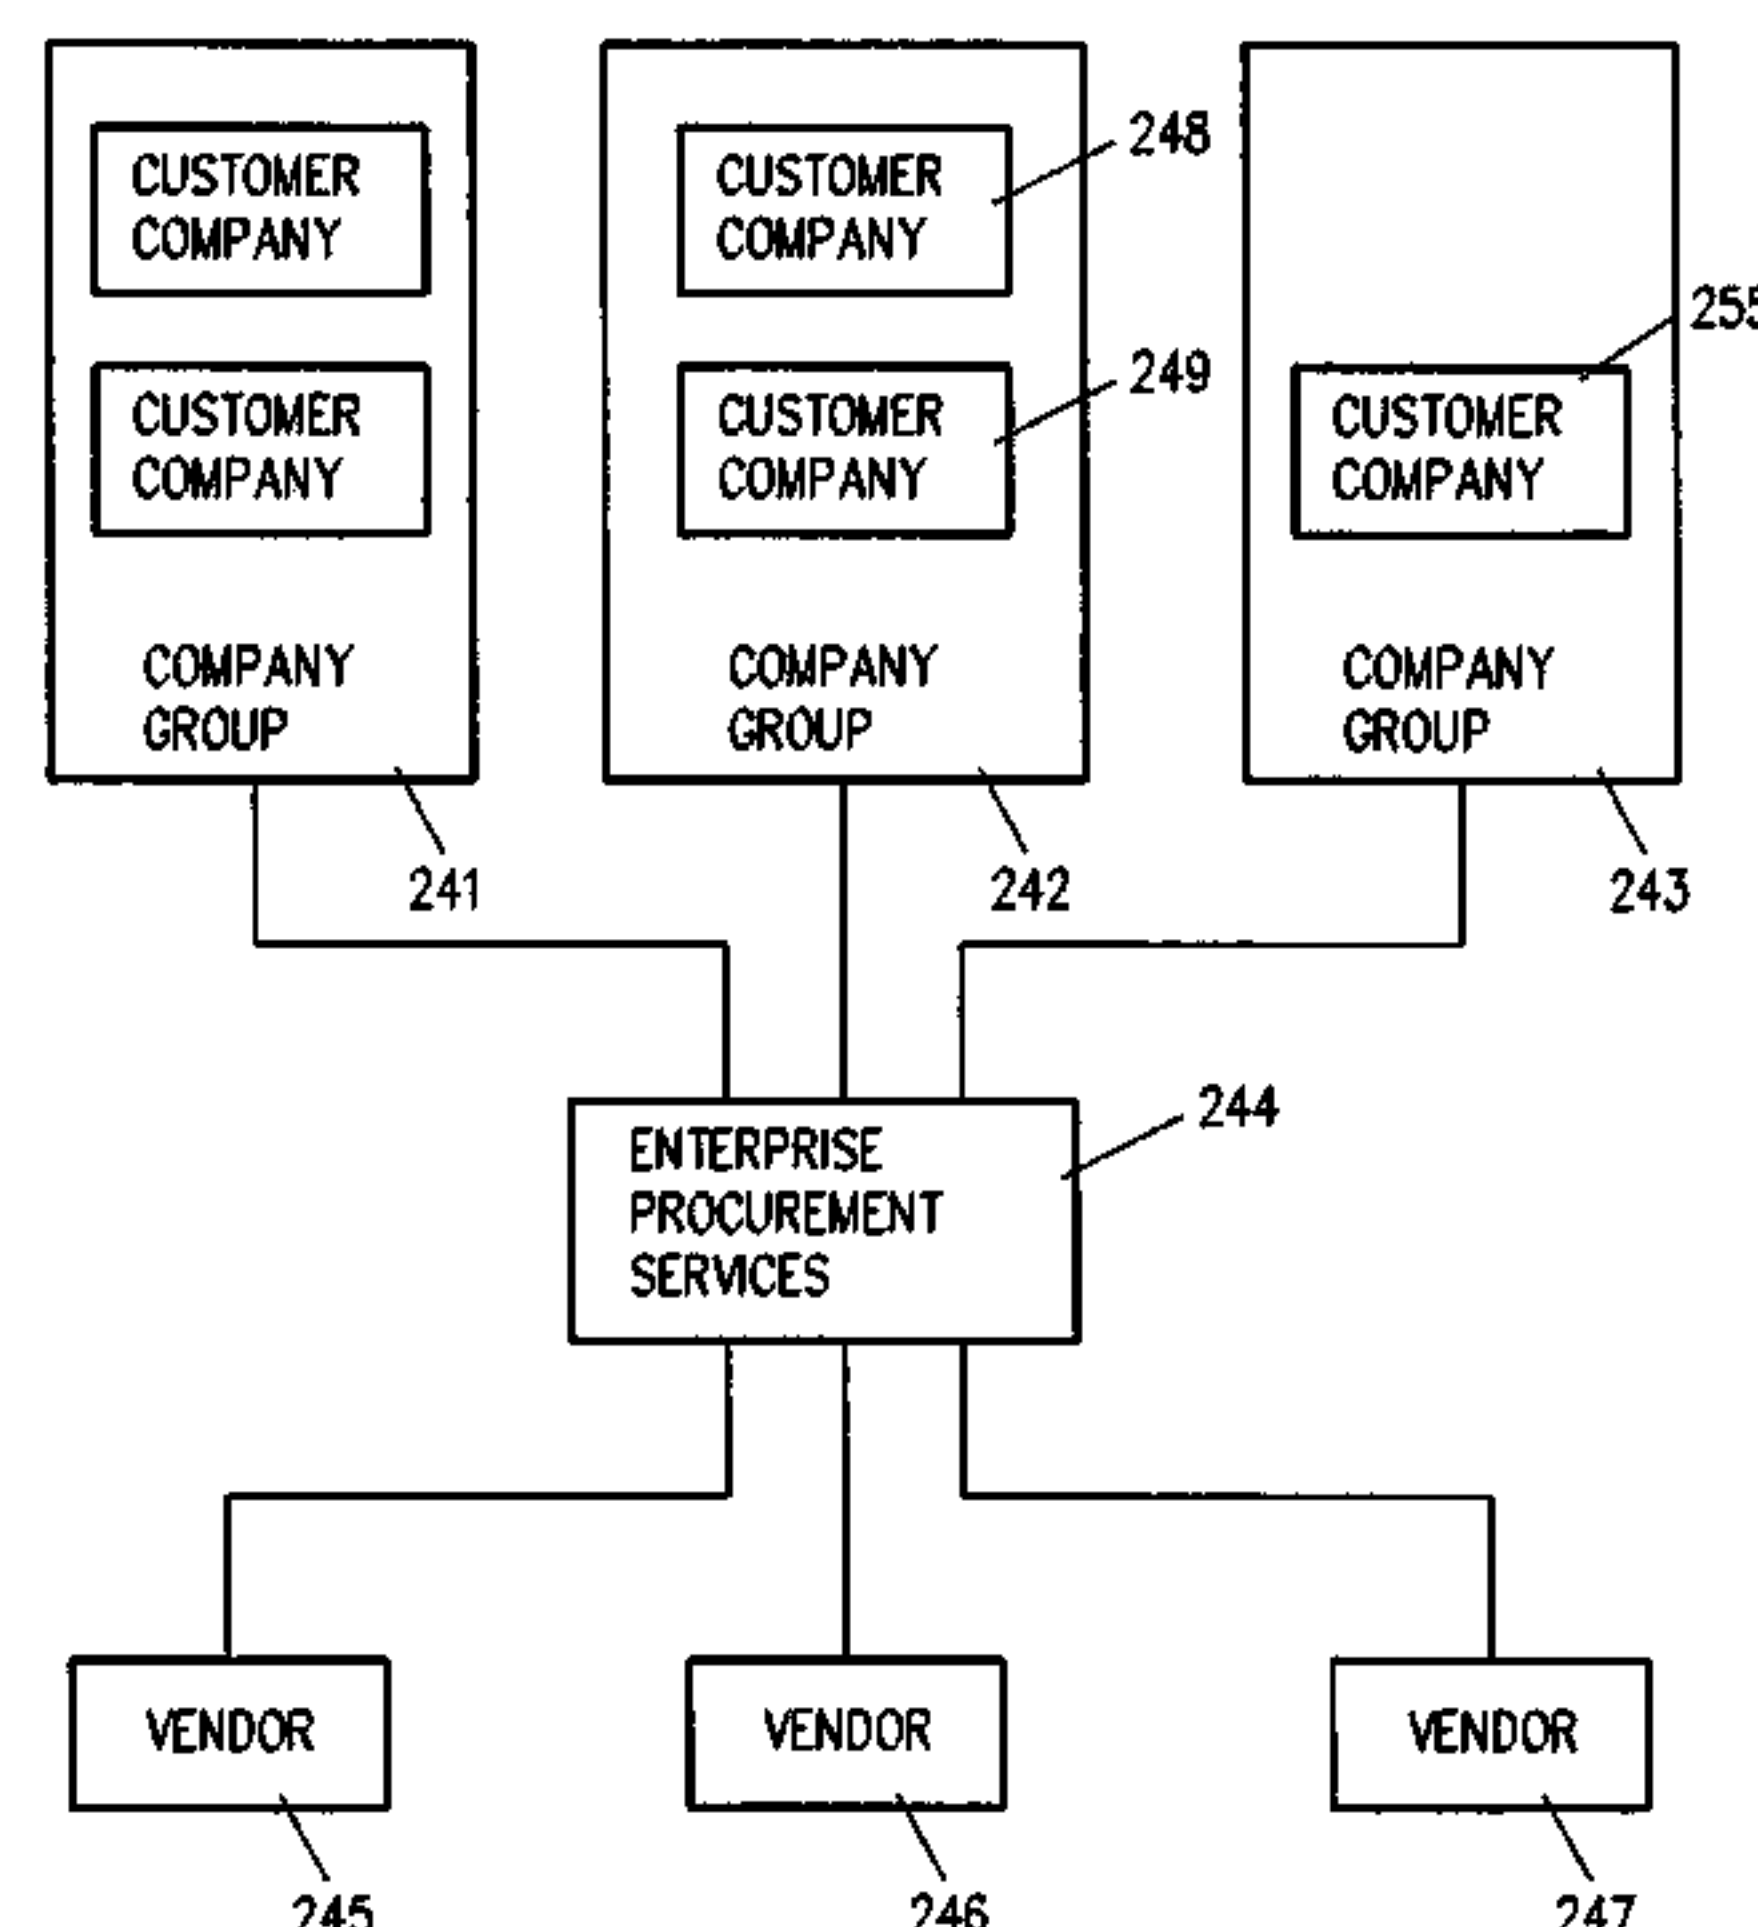 CUSTOMER
COMPANY
CUSTOMER
COMPANY
COMPANY
GROUP
241
CUSTOMER
COMPANY
248
CUSTOMER
COMPANY
249
COMPANY
GROUP
242
255
CUSTOMER
COMPANY
COMPANY
GROUP
243
ENTERPRISE
PROCUREMENT
SERVICES
244
VENDOR
245
VENDOR
246
VENDOR
247